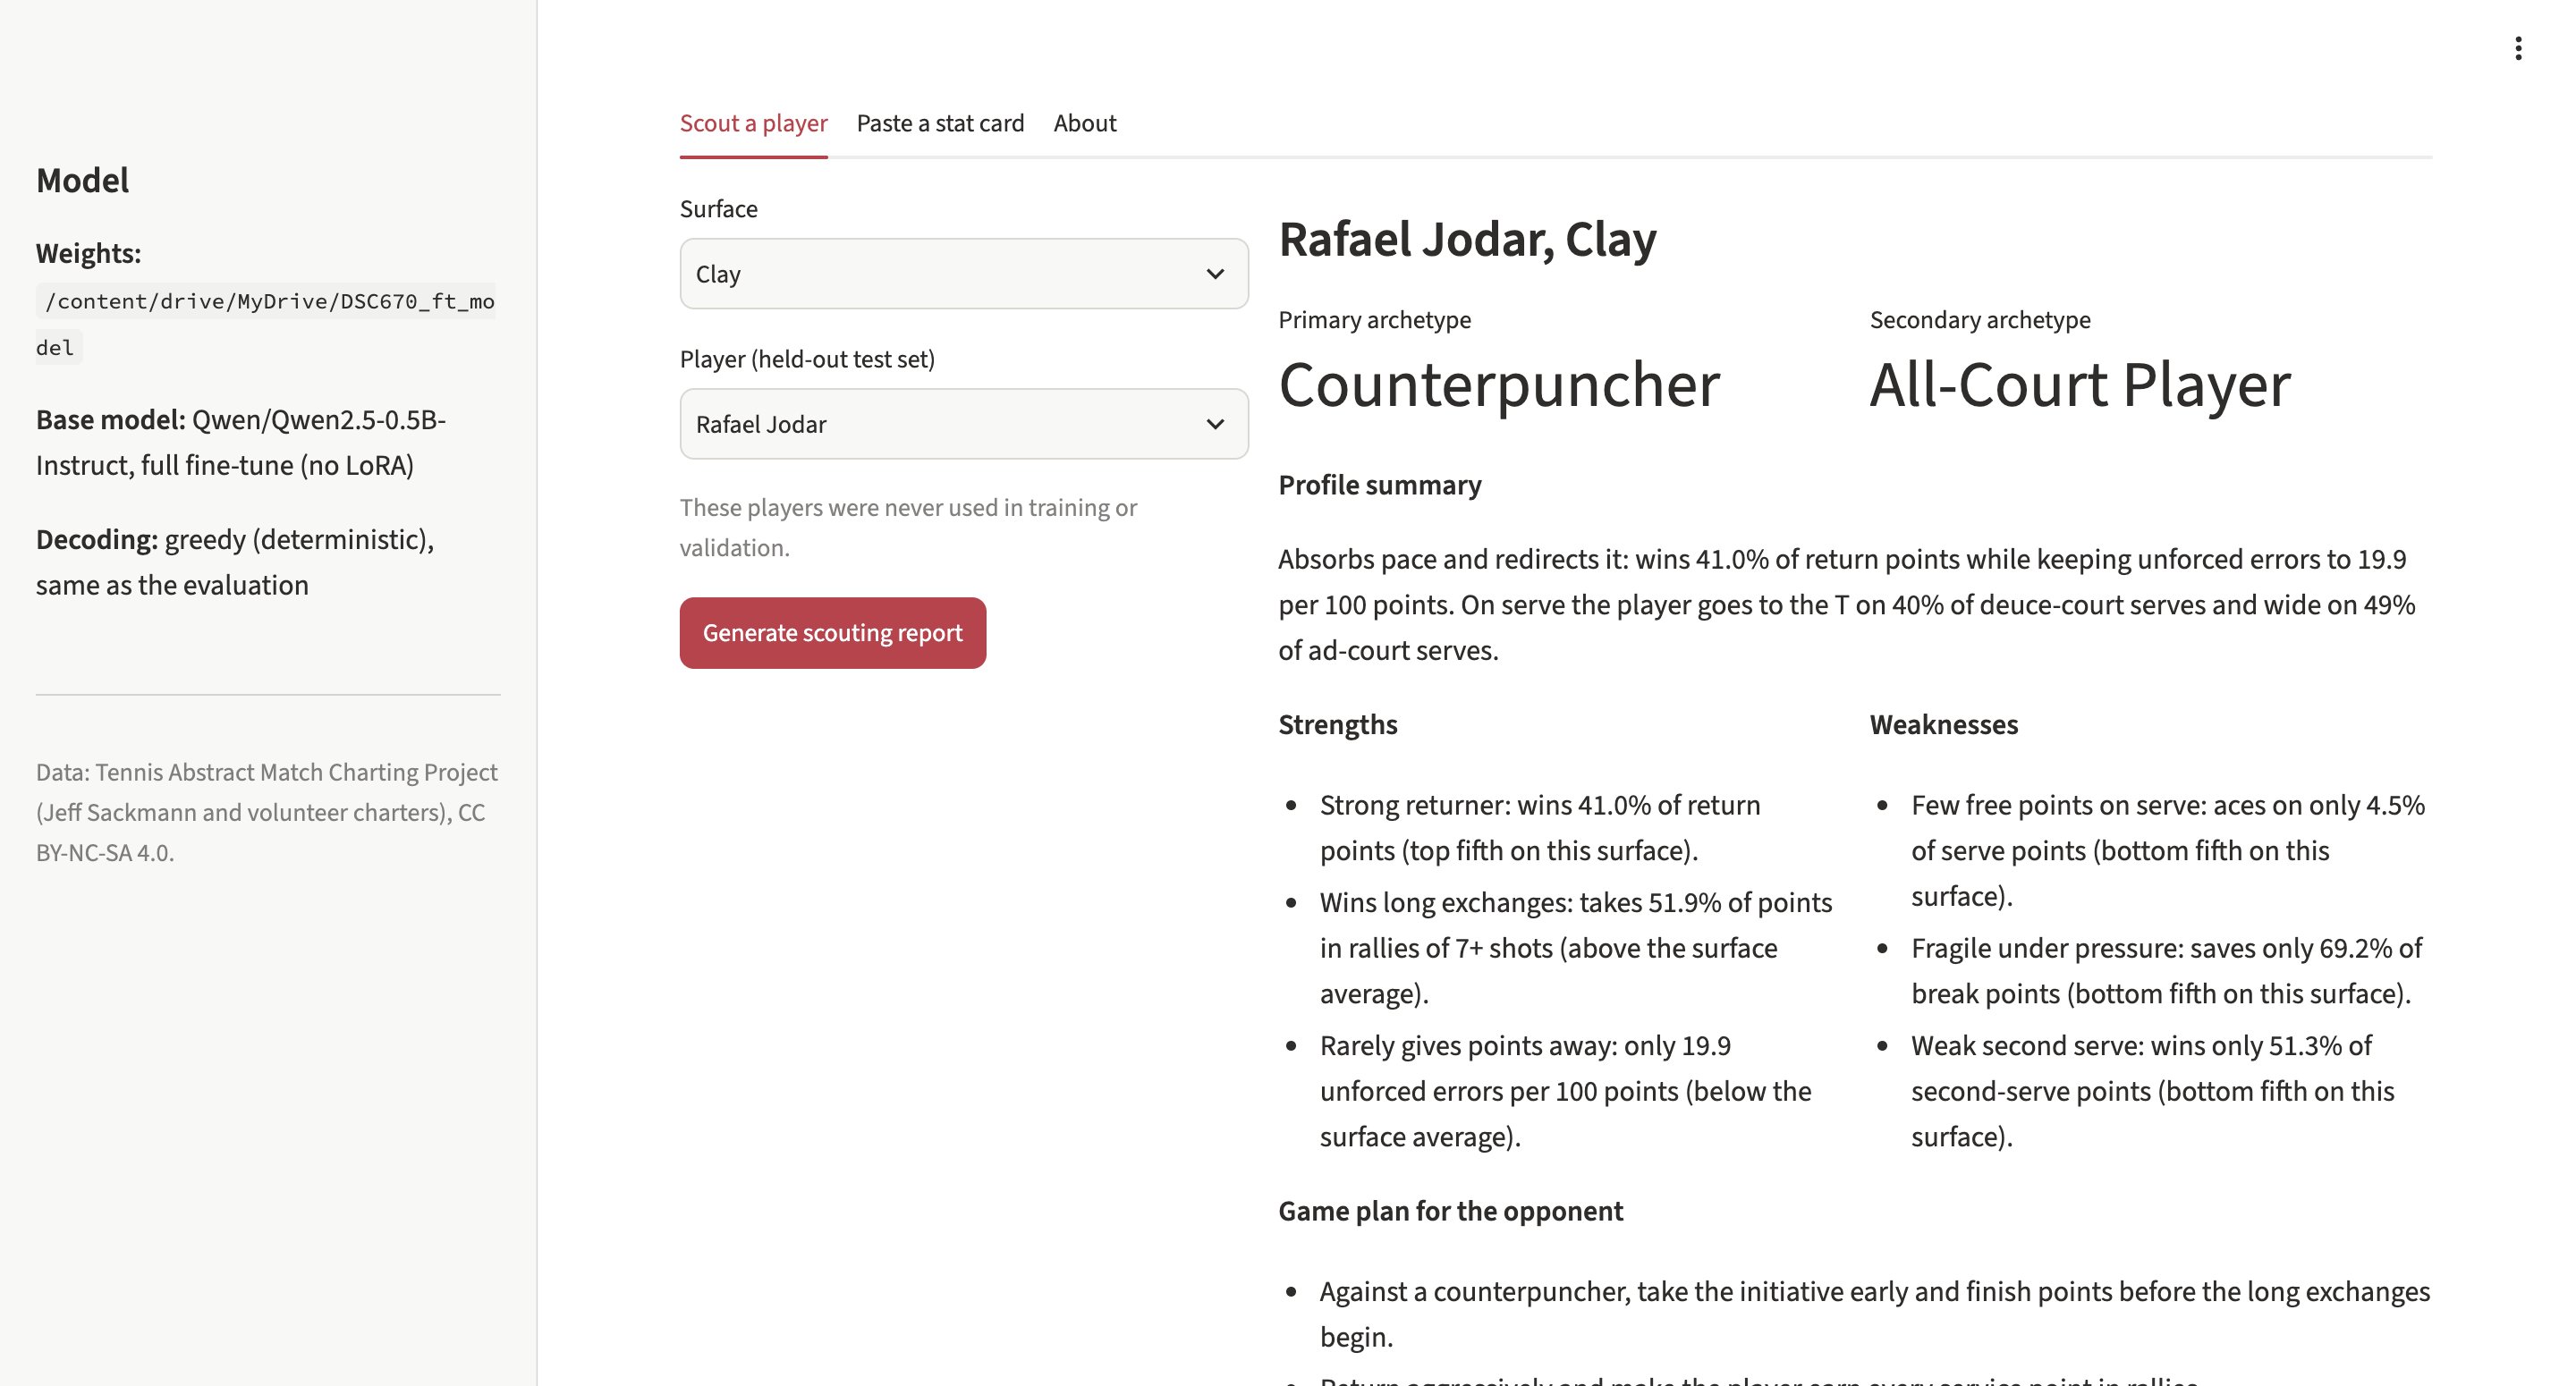 Model
Weights:
/content/drive/MyDrive/DSC670_ft_mo
del
Base model: Qwen/Qwen2.5-0.5B-
Instruct, full fine-tune (no LoRA)
Decoding: greedy (deterministic),
same as the evaluation
Data: Tennis Abstract Match Charting Project
(Jeff Sackmann and volunteer charters), CC
BY-NC-SA 4.0.
Scout a player
Paste a stat card
About
Surface
Clay
Player (held-out test set)
Rafael Jodar
These players were never used in training or
validation.
Generate scouting report
Rafael Jodar, Clay
Primary archetype
Counterpuncher
Secondary archetype
All-Court Player
Profile summary
Absorbs pace and redirects it: wins 41.0% of return points while keeping unforced errors to 19.9
per 100 points. On serve the player goes to the T on 40% of deuce-court serves and wide on 49%
of ad-court serves.
Strengths
• Strong returner: wins 41.0% of return
points (top fifth on this surface).
• Wins long exchanges: takes 51.9% of points
in rallies of 7+ shots (above the surface
average).
• Rarely gives points away: only 19.9
unforced errors per 100 points (below the
surface average).
Weaknesses
• Few free points on serve: aces on only 4.5%
of serve points (bottom fifth on this
surface).
• Fragile under pressure: saves only 69.2% of
break points (bottom fifth on this surface).
• Weak second serve: wins only 51.3% of
second-serve points (bottom fifth on this
surface).
Game plan for the opponent
• Against a counterpuncher, take the initiative early and finish points before the long exchanges
begin.
• Return aggressively and make the player earn every service point in rallies.